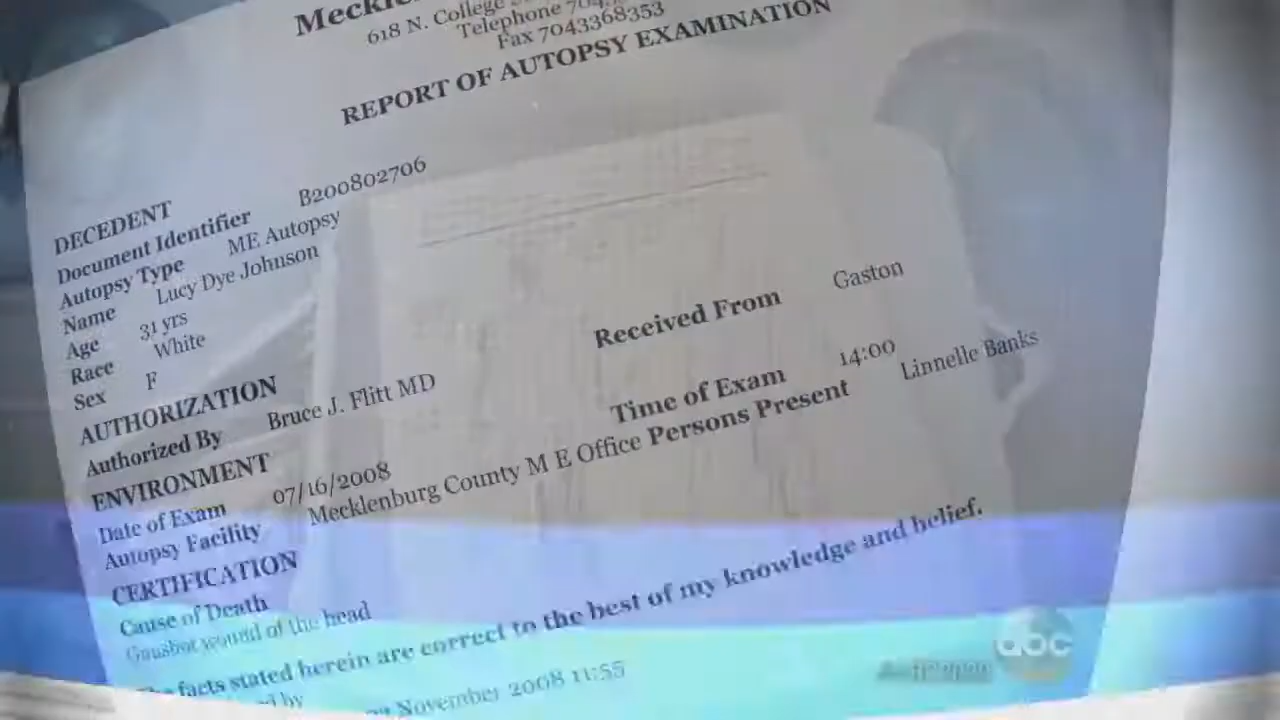 618 N. College
Telephone
Fax 7043368353
REPORT OF AUTOPSY EXAMINATION
DECEDENT
Document Identifier B200802706
Autopsy Type ME Autopsy
Name Lucy Dye Johnson
Age 31 yrs
Race White
Sex F
Received From Gaston
AUTHORIZATION
Authorized By Bruce J. Flitt MD
ENVIRONMENT
Date of Exam 07/16/2008 Time of Exam 14:00
Autopsy Facility Mecklenburg County M E Office Persons Present Linnelle Banks
CERTIFICATION
Cause of Death
Gunshot wound of the head
facts stated herein are correct to the best of my knowledge and belief.
by November 2008 11:55
abc